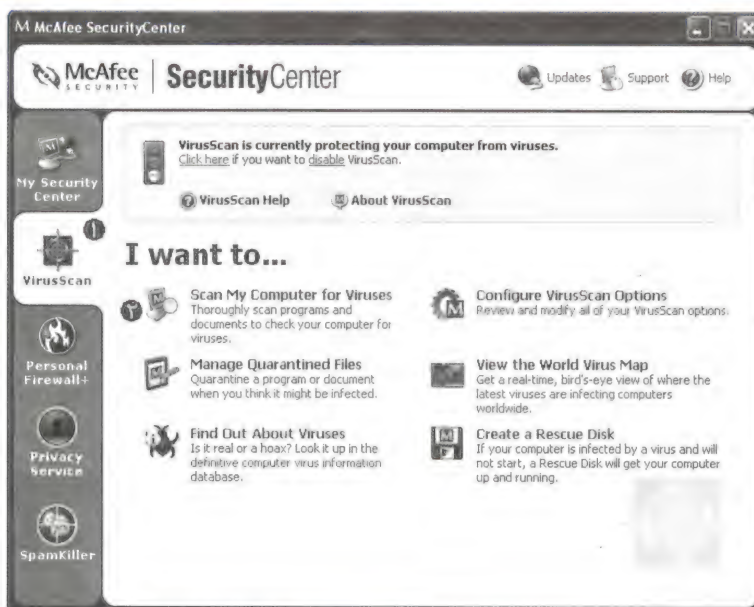 M McAfee SecurityCenter
McAfee SECURITY | SecurityCenter
Updates Support Help
My Security Center
VirusScan
Personal Firewall+
Privacy Service
SpamKiller
VirusScan is currently protecting your computer from viruses.
Click here if you want to disable VirusScan.
VirusScan Help About VirusScan
I want to...
۱
۲
Scan My Computer for Viruses
Thoroughly scan programs and
documents to check your computer for
viruses.
Manage Quarantined Files
Quarantine a program or document
when you think it might be infected.
Find Out About Viruses
Is it real or a hoax? Look it up in the
definitive computer virus information
database.
Configure VirusScan Options
Review and modify all of your VirusScan options.
View the World Virus Map
Get a real-time, bird's-eye view of where the
latest viruses are infecting computers
worldwide.
Create a Rescue Disk
If your computer is infected by a virus and will
not start, a Rescue Disk will get your computer
up and running.